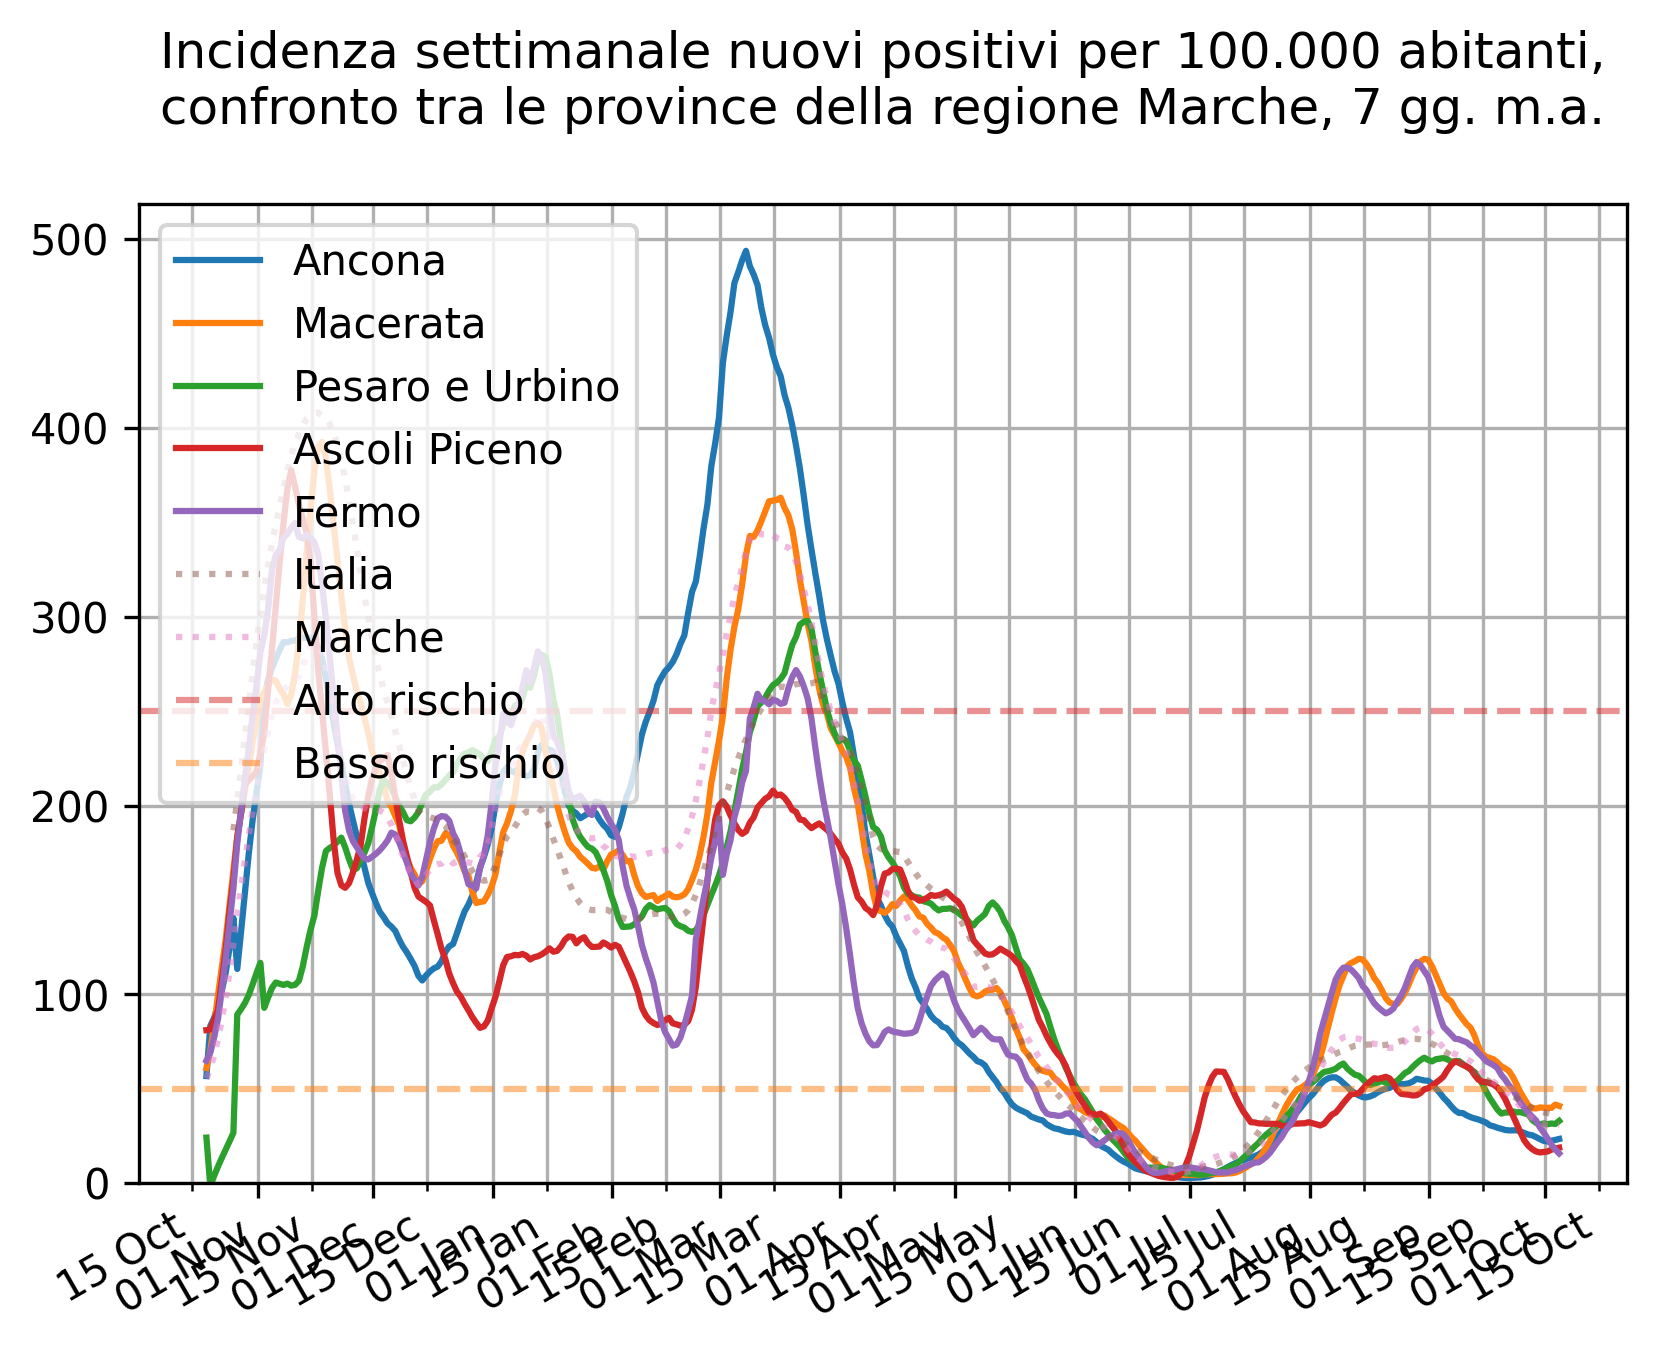 Incidenza settimanale nuovi positivi per 100.000 abitanti,
confronto tra le province della regione Marche, 7 gg. m.a.
500
400
300
200
100
0
Ancona
Macerata
Pesaro e Urbino
Ascoli Piceno
Fermo
Italia
Marche
Alto rischio
Basso rischio
15 Oct
01 Nov
15 Nov
01 Dec
15 Dec
01 Jan
15 Jan
01 Feb
15 Feb
01 Mar
15 Mar
01 Apr
15 Apr
01 May
15 May
01 Jun
15 Jun
01 Jul
15 Jul
01 Aug
15 Aug
01 Sep
15 Sep
01 Oct
15 Oct